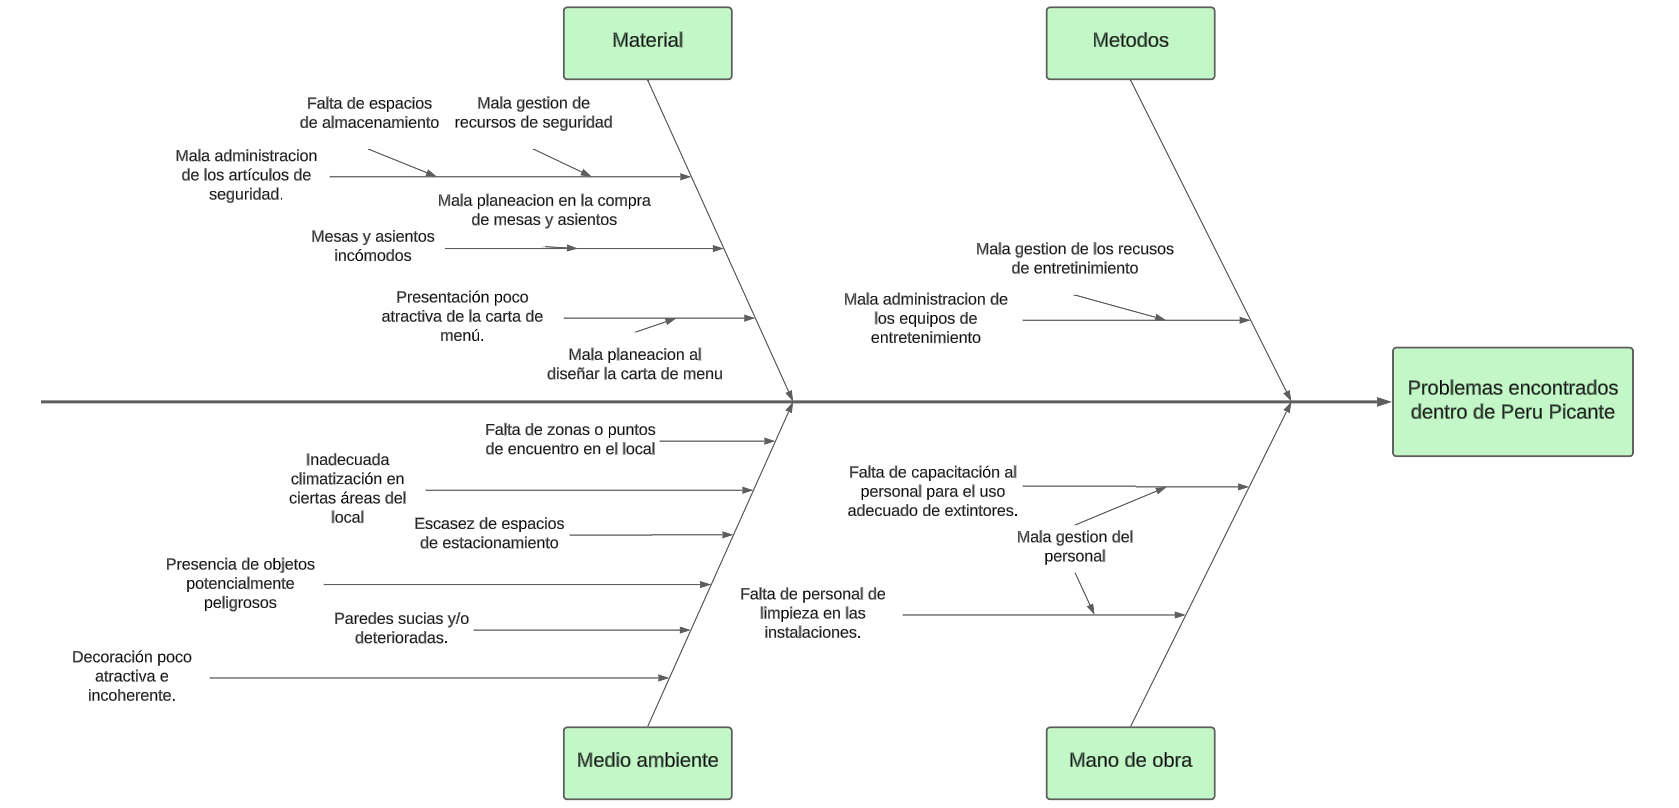 Material
Metodos
Falta de espacios
de almacenamiento
Mala gestion de
recursos de seguridad
Mala administracion
de los artículos de
seguridad.
Mala planeacion en la compra
de mesas y asientos
Mesas y asientos
incómodos
Presentación poco
atractiva de la carta de
menú.
Mala planeacion al
diseñar la carta de menu
Mala gestion de los recusos
de entretinimiento
Mala administracion de
los equipos de
entretenimiento
Problemas encontrados
dentro de Peru Picante
Falta de zonas o puntos
de encuentro en el local
Inadecuada
climatización en
ciertas áreas del
local
Escasez de espacios
de estacionamiento
Presencia de objetos
potencialmente
peligrosos
Paredes sucias y/o
deterioradas.
Decoración poco
atractiva e
incoherente.
Falta de capacitación al
personal para el uso
adecuado de extintores.
Mala gestion del
personal
Falta de personal de
limpieza en las
instalaciones.
Medio ambiente
Mano de obra